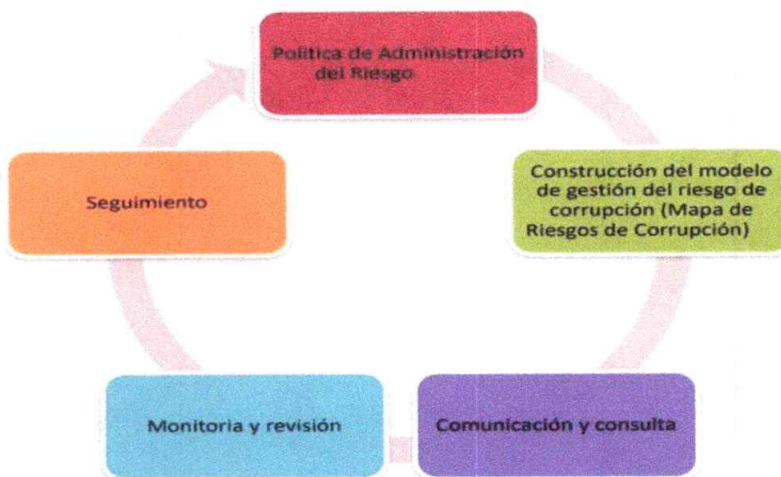 Política de Administración
del Riesgo
Construcción del modelo
de gestión del riesgo de
corrupción (Mapa de
Riesgos de Corrupción)
Comunicación y consulta
Monitoria y revisión
Seguimiento